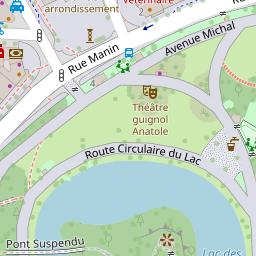 arrondissement
vétérinaire
Rue Manin
Avenue Michal
Théâtre
guignol
Anatole
Route Circulaire du Lac
Pont Suspendu
Lac des